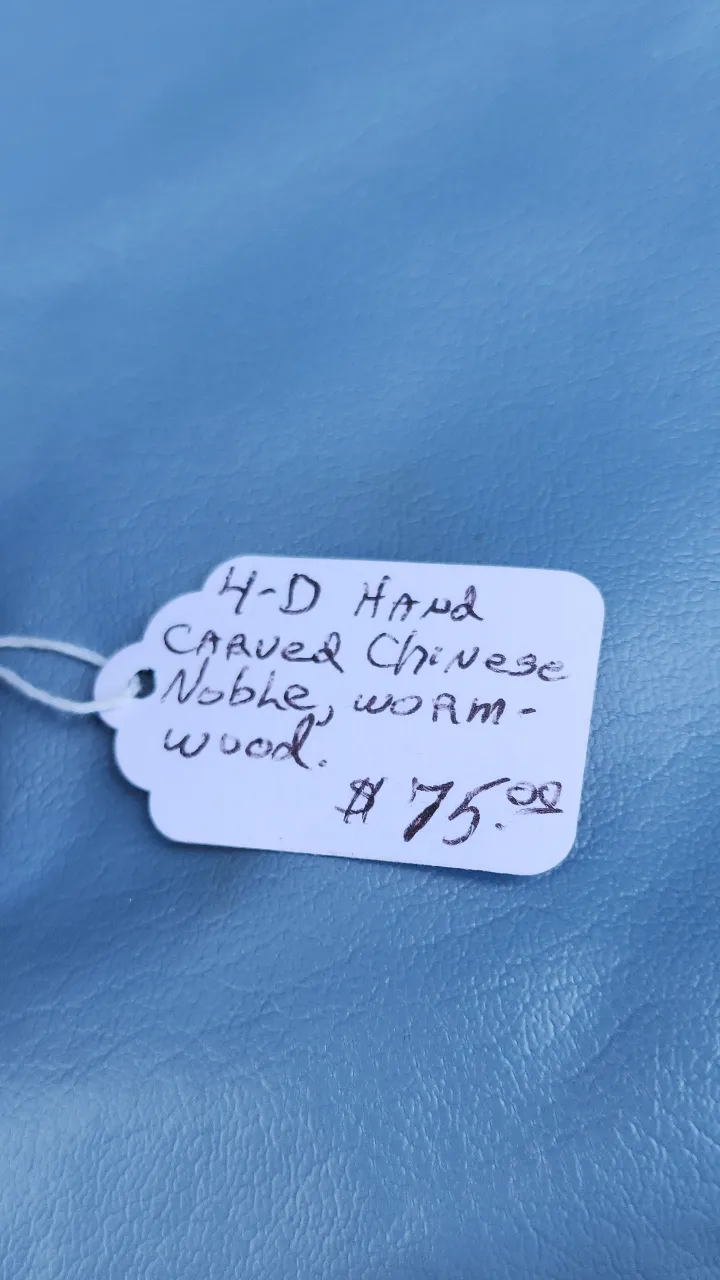 4-D Hand
Carved Chinese
Noble, worm-
wood.
$75.00